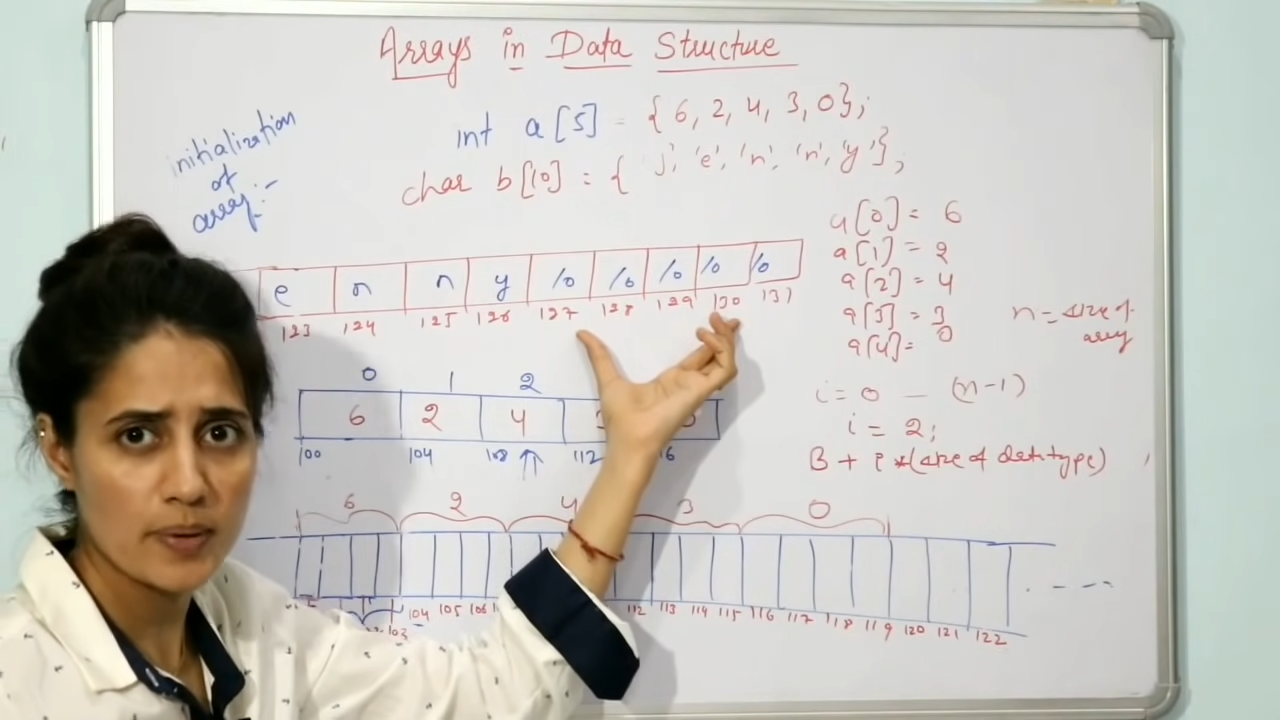 Arrays in Data Structure
initialization
of
array:-
int a[5] = {6, 2, 4, 3, 0};
char b[10] = { 'j', 'e', 'n', 'n', 'y' };
e n n y \0 \0 \0 \0 \0
123 124 125 126 127 128 129 130 131
0 1 2
6 2 4
100 104 108 112 116
6 2 4 3 0
103 104 105 106 112 113 114 115 116 117 118 119 120 121 122
a[0] = 6
a[1] = 2
a[2] = 4
a[3] = 3
a[4] = 0
n = size of
array
i = 0 — (n-1)
i = 2;
B + i *(size of datatype)